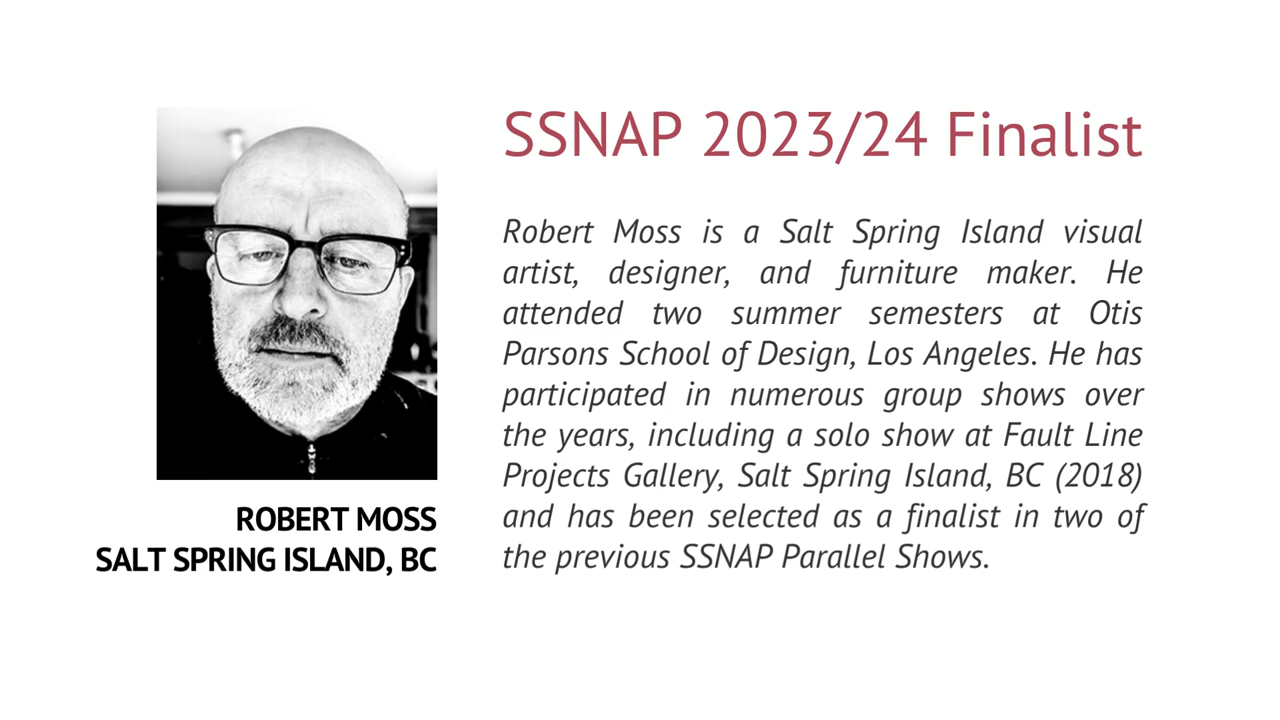 SSNAP 2023/24 Finalist
Robert Moss is a Salt Spring Island visual
artist, designer, and furniture maker. He
attended two summer semesters at Otis
Parsons School of Design, Los Angeles. He has
participated in numerous group shows over
the years, including a solo show at Fault Line
Projects Gallery, Salt Spring Island, BC (2018)
and has been selected as a finalist in two of
the previous SSNAP Parallel Shows.
ROBERT MOSS
SALT SPRING ISLAND, BC